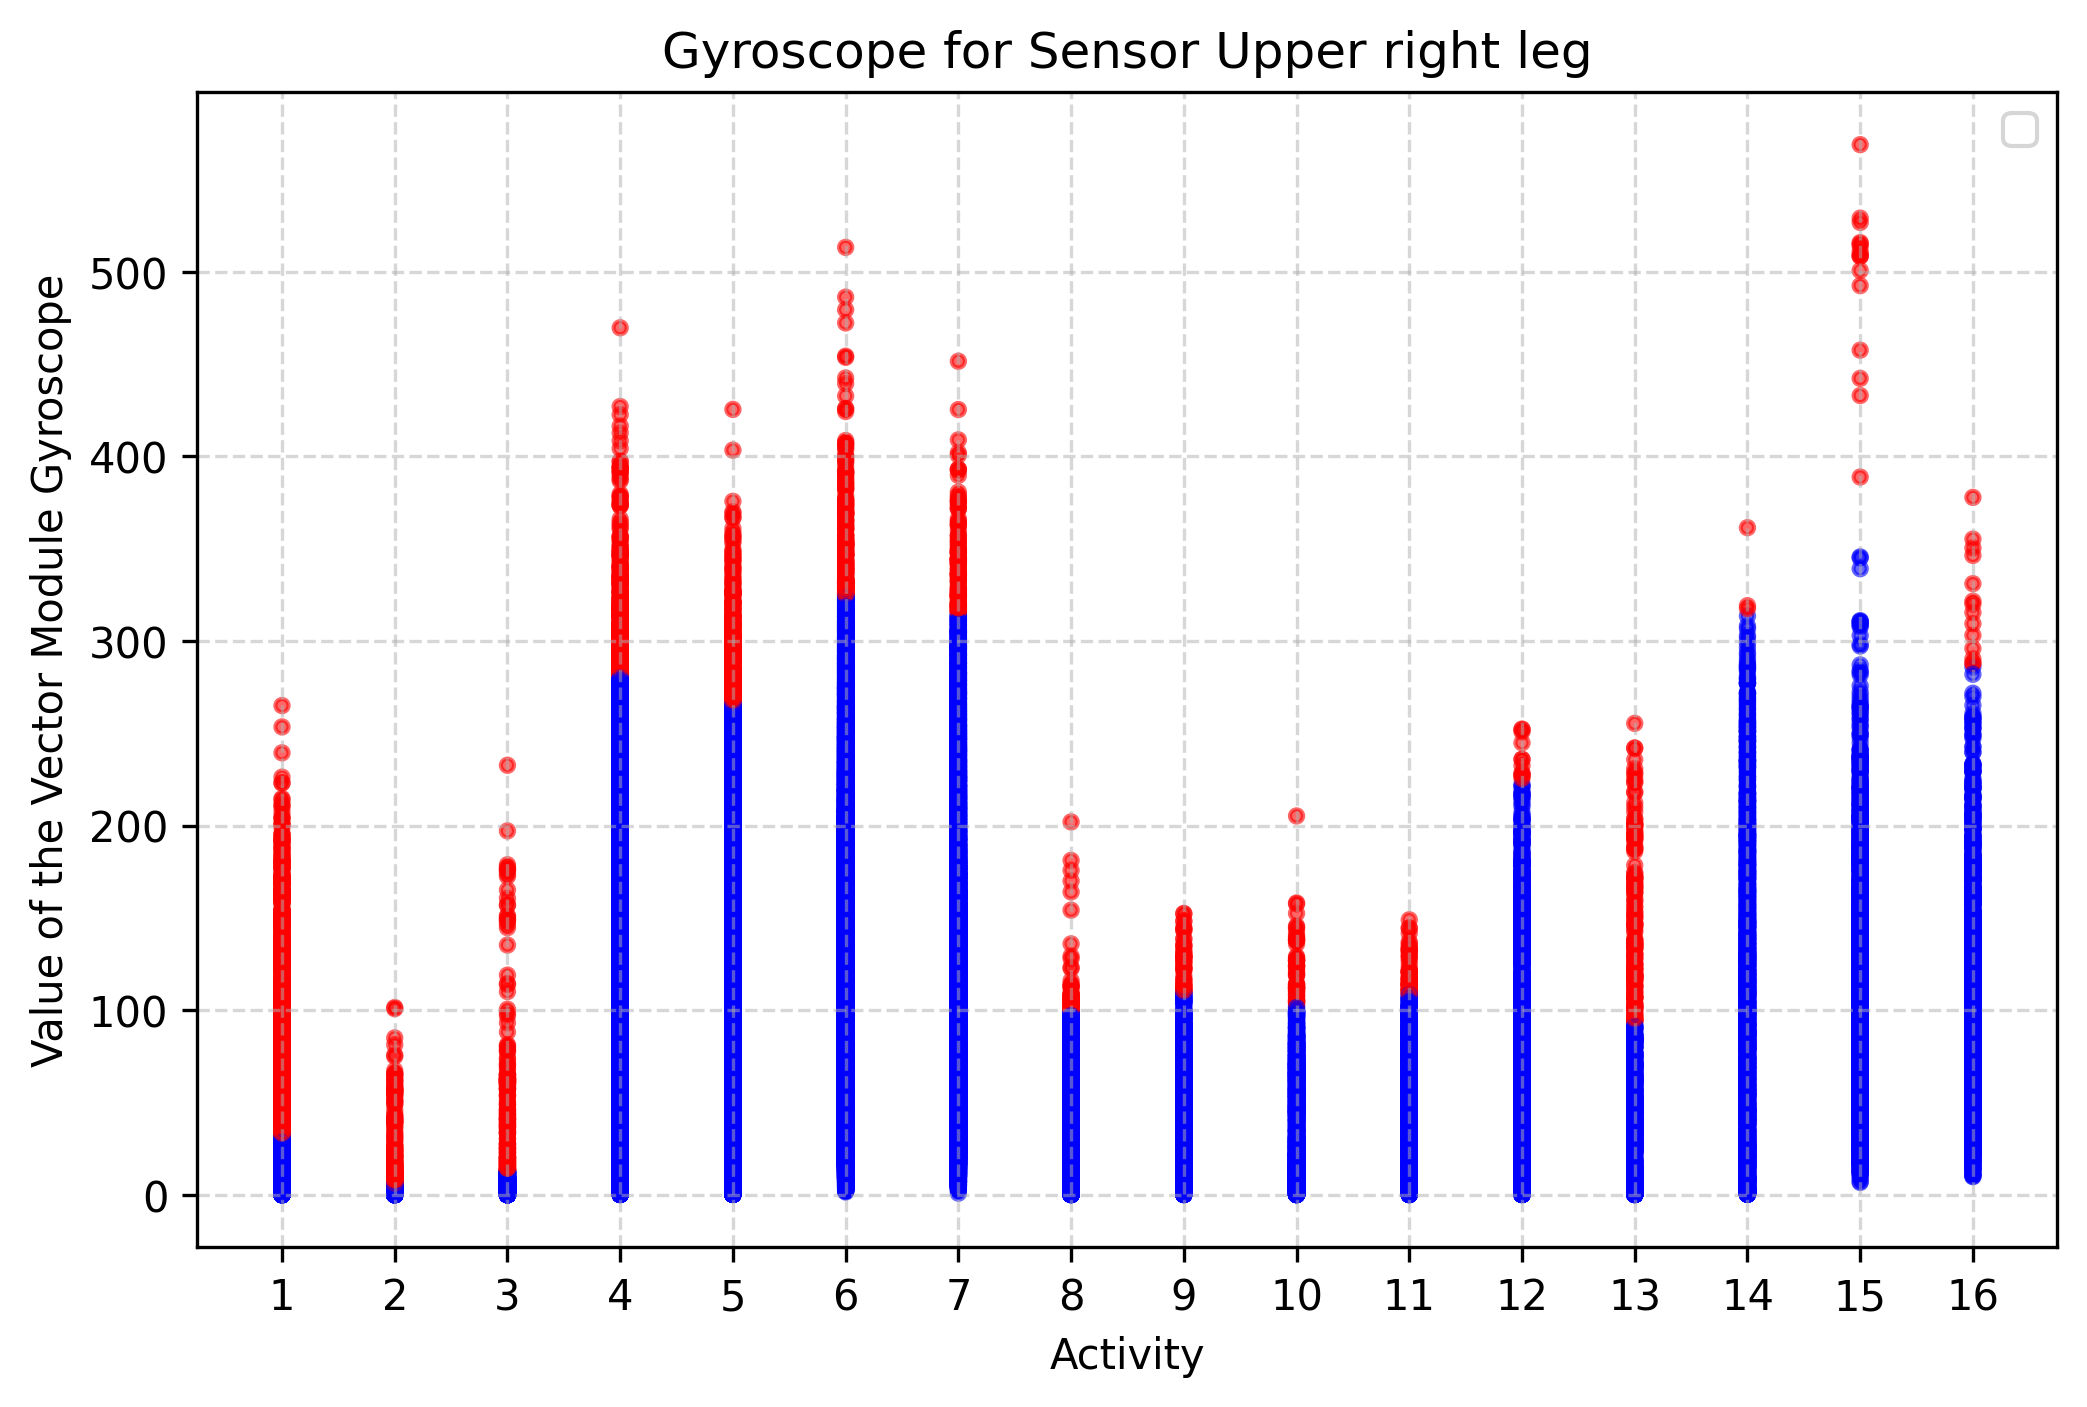 Gyroscope for Sensor Upper right leg
Value of the Vector Module Gyroscope
500
400
300
200
100
0
1 2 3 4 5 6 7 8 9 10 11 12 13 14 15 16
Activity